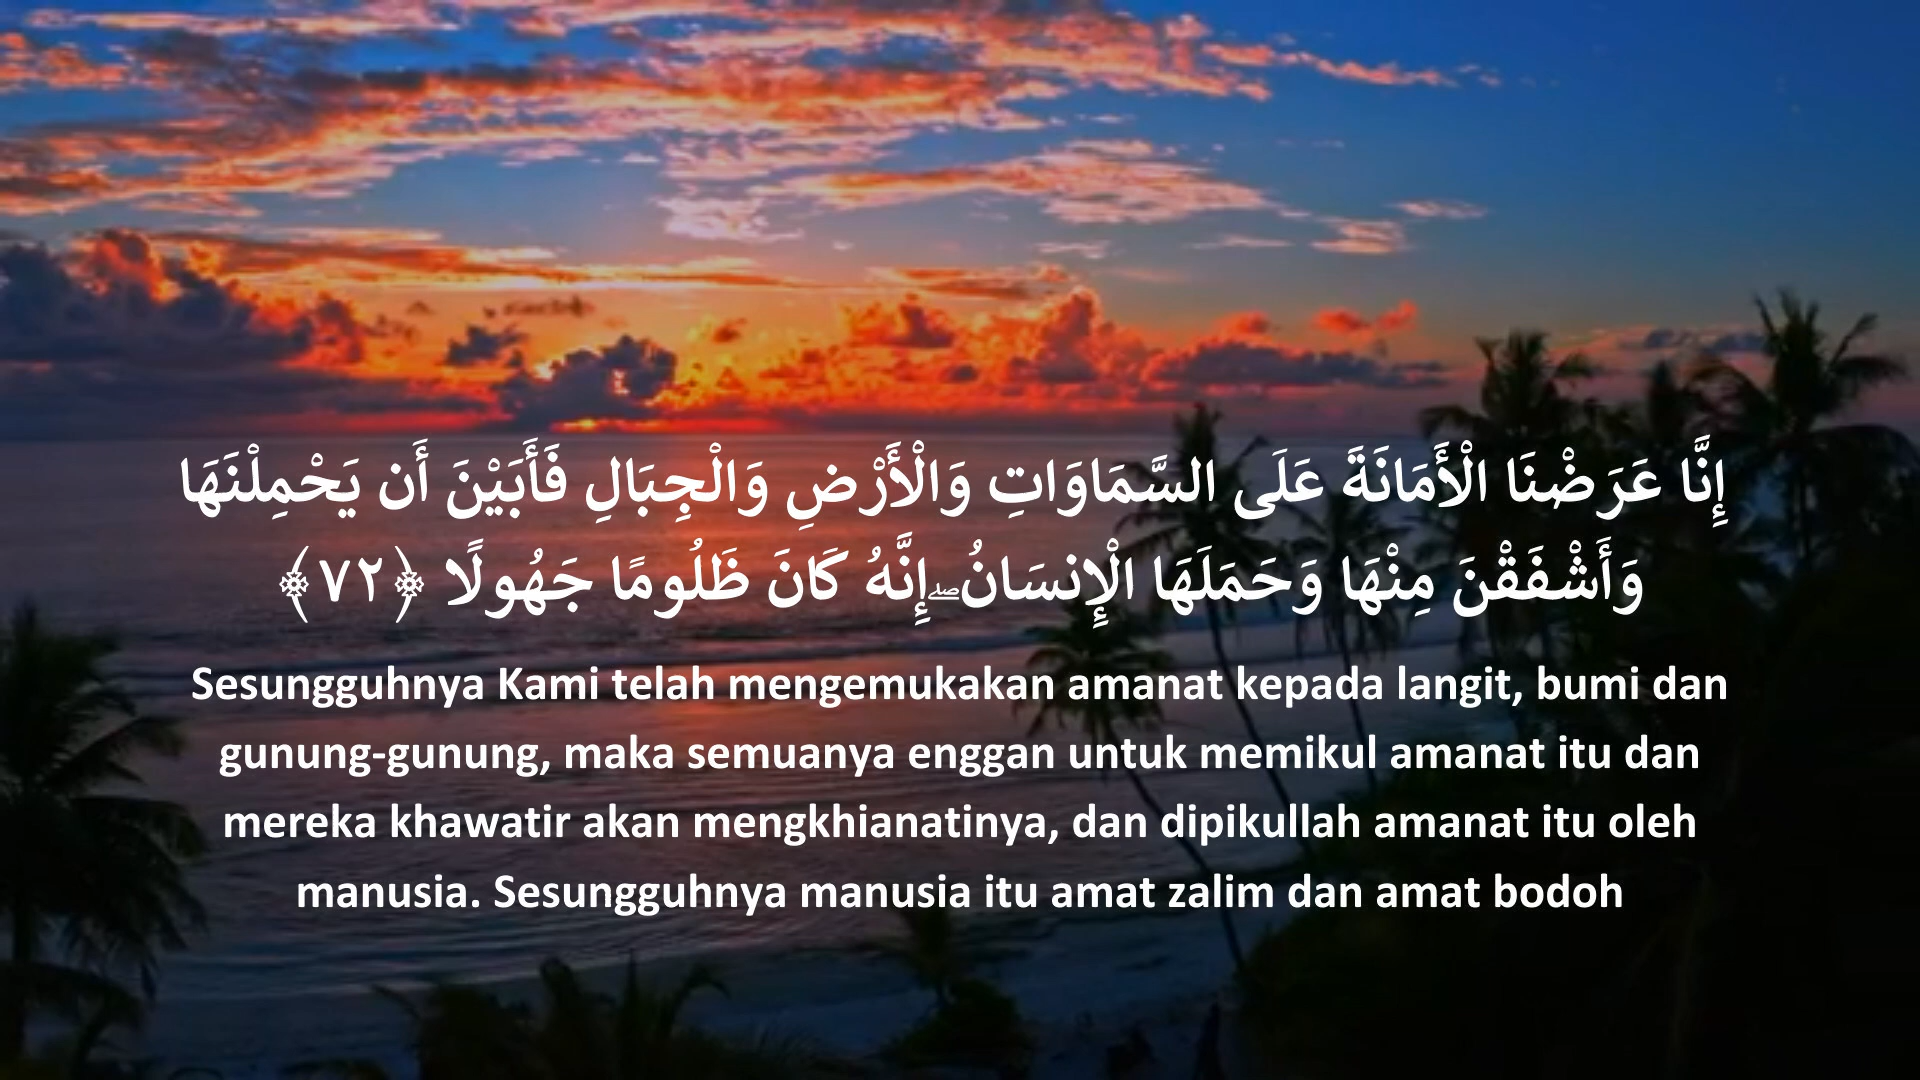 إِنَّا عَرَضْنَا الْأَمَانَةَ عَلَى السَّمَاوَاتِ وَالْأَرْضِ وَالْجِبَالِ فَأَبَيْنَ أَن يَحْمِلْنَهَا
وَأَشْفَقْنَ مِنْهَا وَحَمَلَهَا الْإِنسَانُ ۖ إِنَّهُ كَانَ ظَلُومًا جَهُولًا ﴿٧٢﴾
Sesungguhnya Kami telah mengemukakan amanat kepada langit, bumi dan
gunung-gunung, maka semuanya enggan untuk memikul amanat itu dan
mereka khawatir akan mengkhianatinya, dan dipikullah amanat itu oleh
manusia. Sesungguhnya manusia itu amat zalim dan amat bodoh